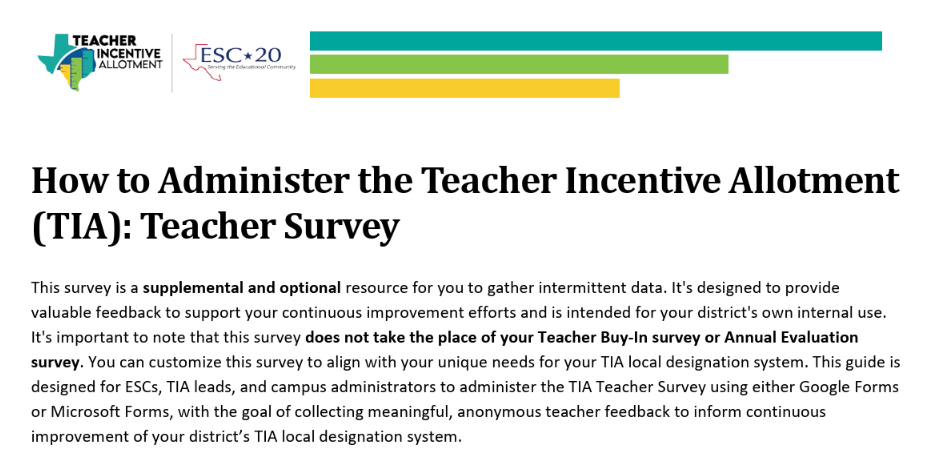 TEACHER
INCENTIVE
ALLOTMENT
ESC★20
Serving the Educational Community
How to Administer the Teacher Incentive Allotment
(TIA): Teacher Survey
This survey is a supplemental and optional resource for you to gather intermittent data. It's designed to provide
valuable feedback to support your continuous improvement efforts and is intended for your district's own internal use.
It's important to note that this survey does not take the place of your Teacher Buy-In survey or Annual Evaluation
survey. You can customize this survey to align with your unique needs for your TIA local designation system. This guide is
designed for ESCs, TIA leads, and campus administrators to administer the TIA Teacher Survey using either Google Forms
or Microsoft Forms, with the goal of collecting meaningful, anonymous teacher feedback to inform continuous
improvement of your district’s TIA local designation system.